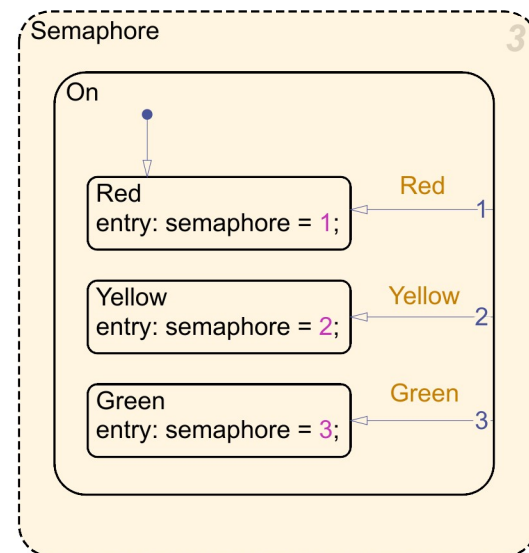 Semaphore
3
On
Red
entry: semaphore = 1;
Red
1
Yellow
entry: semaphore = 2;
Yellow
2
Green
entry: semaphore = 3;
Green
3